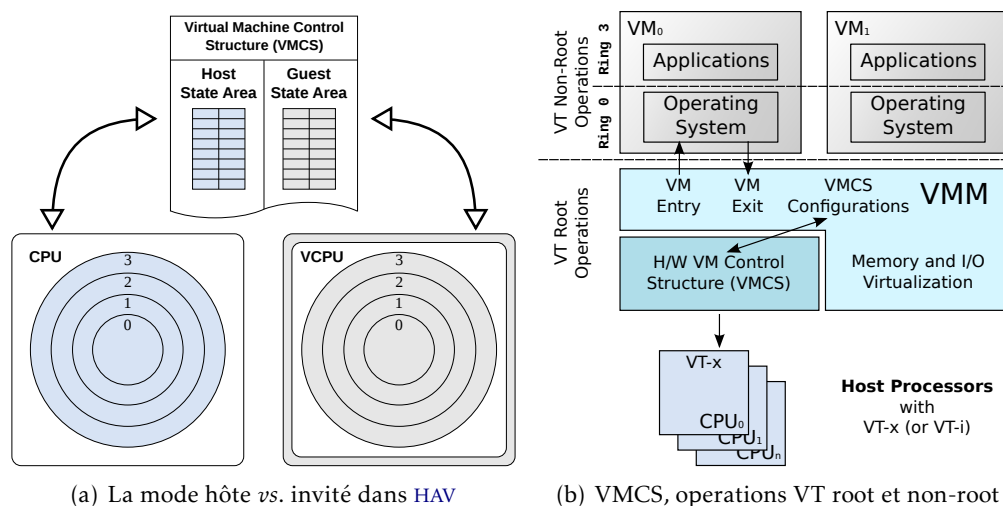 Virtual Machine Control
Structure (VMCS)
Host
State Area
Guest
State Area
CPU
3
2
1
0
VCPU
3
2
1
0
(a) La mode hôte vs. invité dans HAV
VT Non-Root
Operations
Ring 3
Ring 0
VM0
Applications
Operating
System
VM1
Applications
Operating
System
VT Root
Operations
VM
Entry
VM
Exit
VMCS
Configurations
VMM
H/W VM Control
Structure (VMCS)
Memory and I/O
Virtualization
VT-x
CPU0
CPU1
CPUn
Host Processors
with
VT-x (or VT-i)
(b) VMCS, operations VT root et non-root